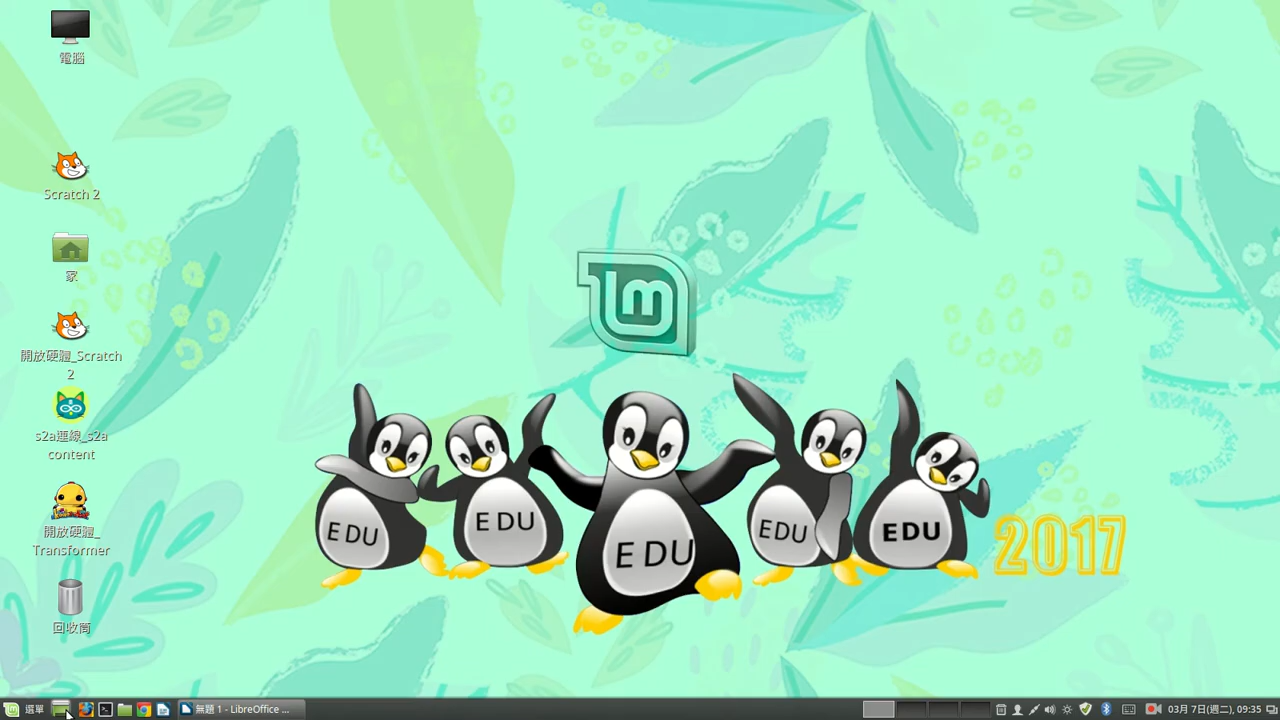 電腦
Scratch 2
家
開放硬體_Scratch
2
s2a連線_s2a
content
開放硬體_
Transformer
回收筒
EDU
EDU
EDU
EDU
EDU
2017
選單
無題 1 - LibreOffice ...
03月 7日(週二), 09:35